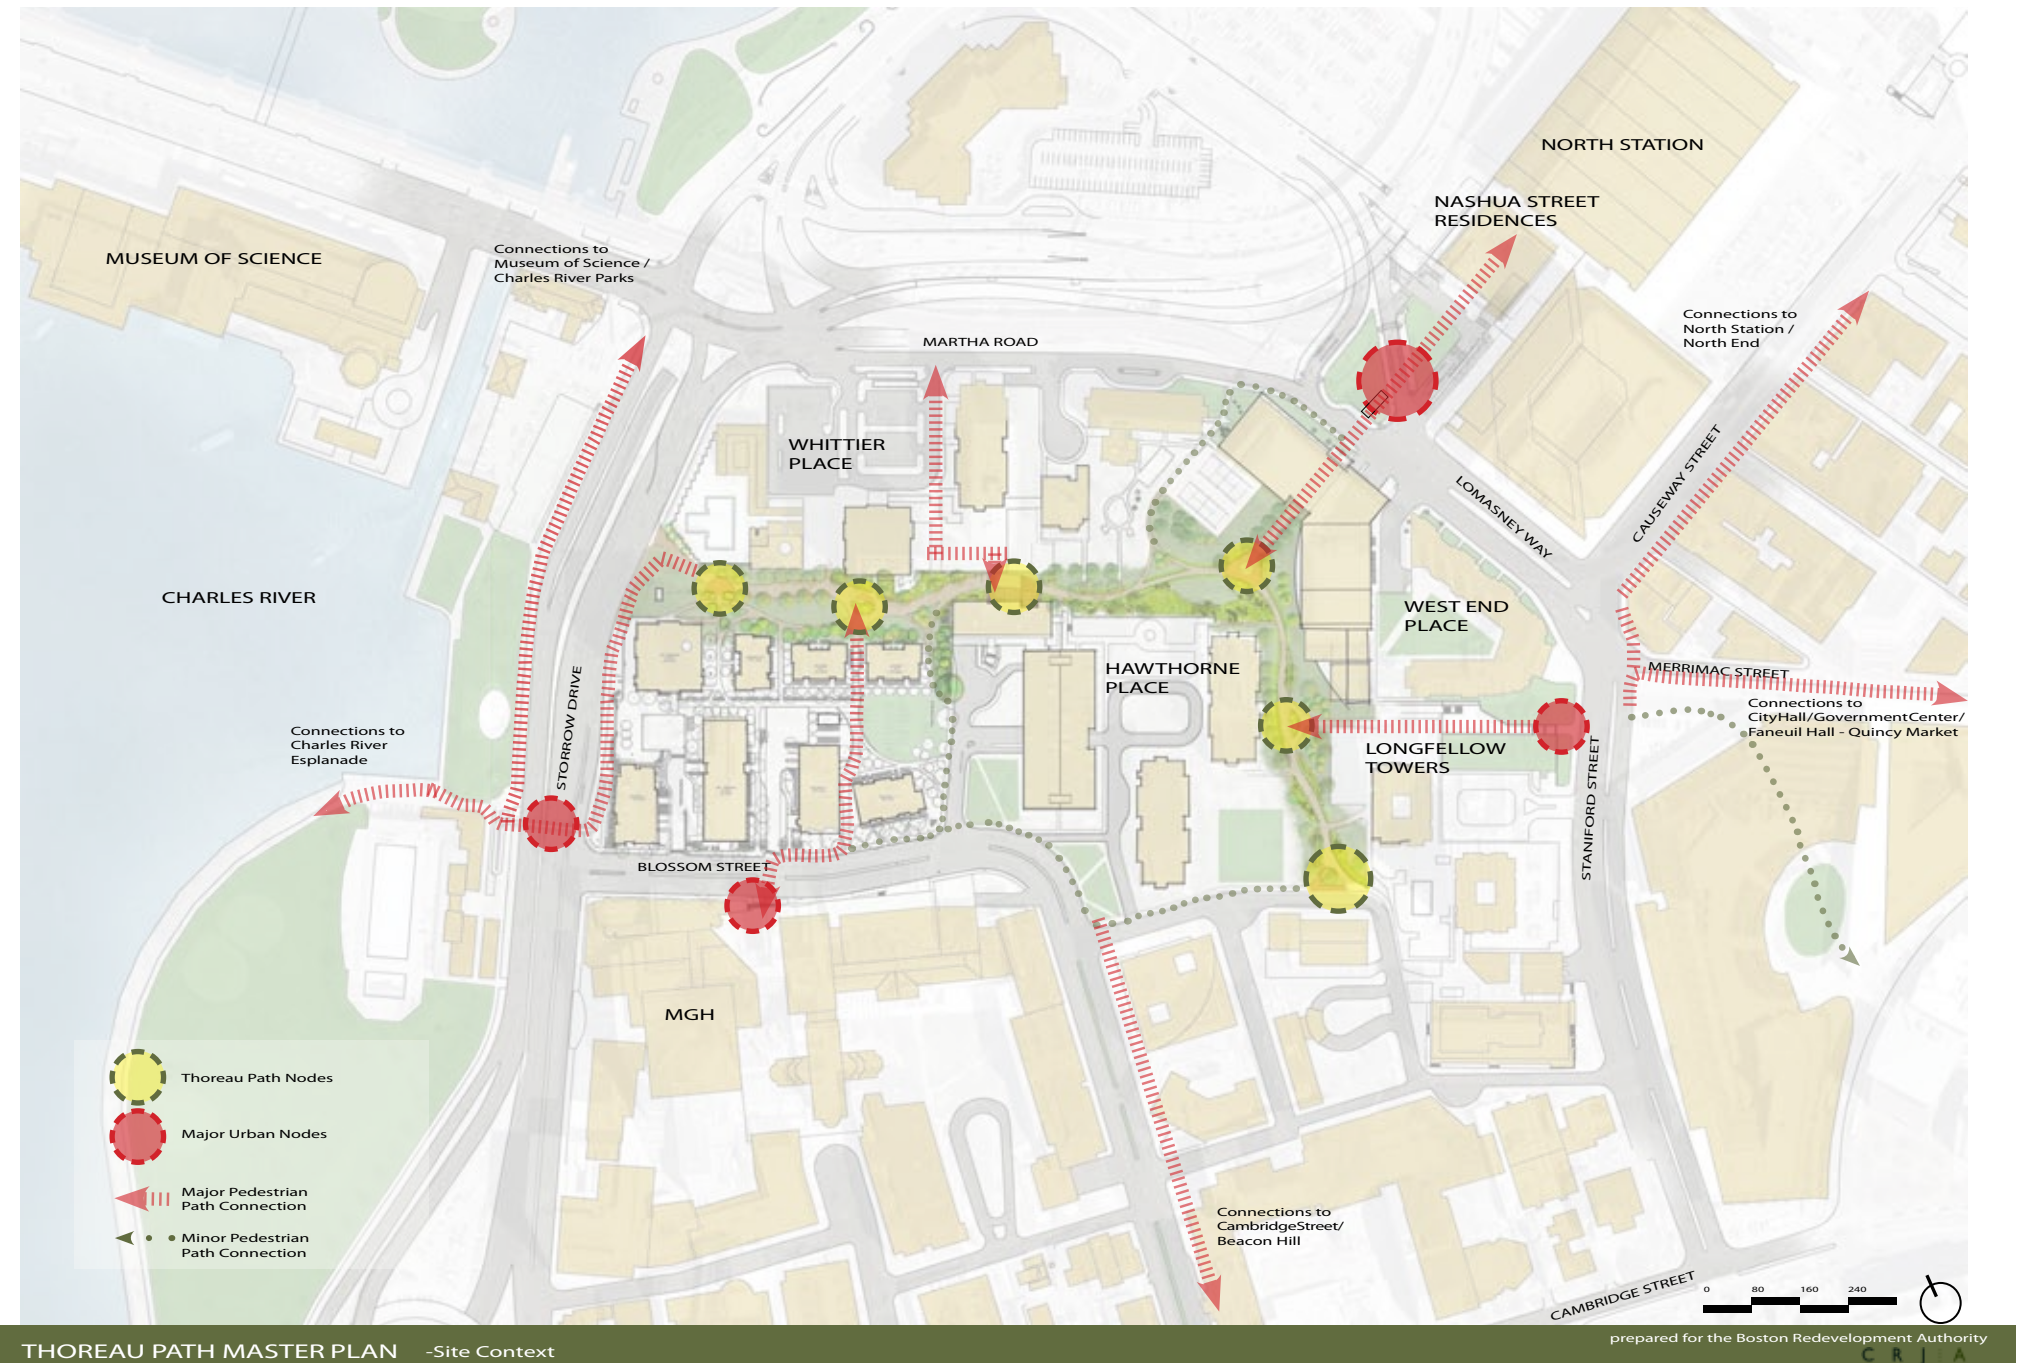 NORTH STATION
NASHUA STREET
RESIDENCES
MUSEUM OF SCIENCE
Connections to
Museum of Science /
Charles River Parks
Connections to
North Station /
North End
MARTHA ROAD
WHITTIER
PLACE
CAUSEWAY STREET
LOMASNEY WAY
CHARLES RIVER
WEST END
PLACE
HAWTHORNE
PLACE
MERRIMAC STREET
Connections to
CityHall/GovernmentCenter/
Faneuil Hall - Quincy Market
STORROW DRIVE
Connections to
Charles River
Esplanade
LONGFELLOW
TOWERS
STANIFORD STREET
BLOSSOM STREET
MGH
Thoreau Path Nodes
Major Urban Nodes
Major Pedestrian
Path Connection
Minor Pedestrian
Path Connection
Connections to
CambridgeStreet/
Beacon Hill
CAMBRIDGE STREET
0 80 160 240
THOREAU PATH MASTER PLAN -Site Context
prepared for the Boston Redevelopment Authority
C R J A